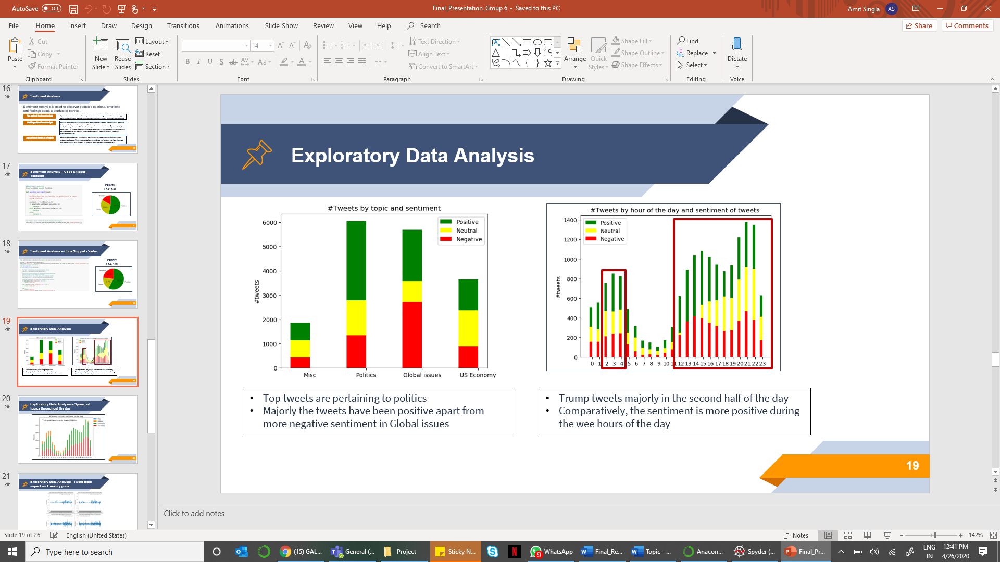 AutoSave Off
Final_Presentation_Group 6 - Saved to this PC
Amit Singla AS
File Home Insert Draw Design Transitions Animations Slide Show Review View Help Search
Share Comments
Paste
Cut
Copy
Format Painter
Clipboard
New Slide
Reuse Slides
Layout
Reset
Section
Slides
14
Font
Text Direction
Align Text
Convert to SmartArt
Paragraph
Arrange
Quick Styles
Shape Fill
Shape Outline
Shape Effects
Drawing
Find
Replace
Select
Editing
Dictate
Voice
16
Sentiment Analysis
Sentiment Analysis is used to discover people's opinions, emotions
and feelings about a product or service.
17
Sentiment Analysis – Code Snippet -
Textblob
Polarity
[-1.0, 1.0]
18
Sentiment Analysis – Code Snippet - Vader
Polarity
[-1.0, 1.0]
19
Exploratory Data Analysis
20
Exploratory Data Analysis – Spread of
topics throughout the day
21
Exploratory Data Analysis - Tweet topic
impact on Treasury price
Exploratory Data Analysis
#Tweets by topic and sentiment
Positive
Neutral
Negative
#tweets
6000
5000
4000
3000
2000
1000
0
Misc Politics Global issues US Economy
#Tweets by hour of the day and sentiment of tweets
Positive
Neutral
Negative
#tweets
1400
1200
1000
800
600
400
200
0
0 1 2 3 4 5 6 7 8 9 10 11 12 13 14 15 16 17 18 19 20 21 22 23
• Top tweets are pertaining to politics
• Majorly the tweets have been positive apart from
more negative sentiment in Global issues
• Trump tweets majorly in the second half of the day
• Comparatively, the sentiment is more positive during
the wee hours of the day
19
Click to add notes
Slide 19 of 26 English (United States)
Notes 142%
Type here to search
(15) GAL...
General (...
Project
Sticky N...
9 WhatsApp
Final_Re...
Topic - ...
Anacon...
Spyder (...
Final_Pr...
ENG
IN
12:41 PM
4/26/2020